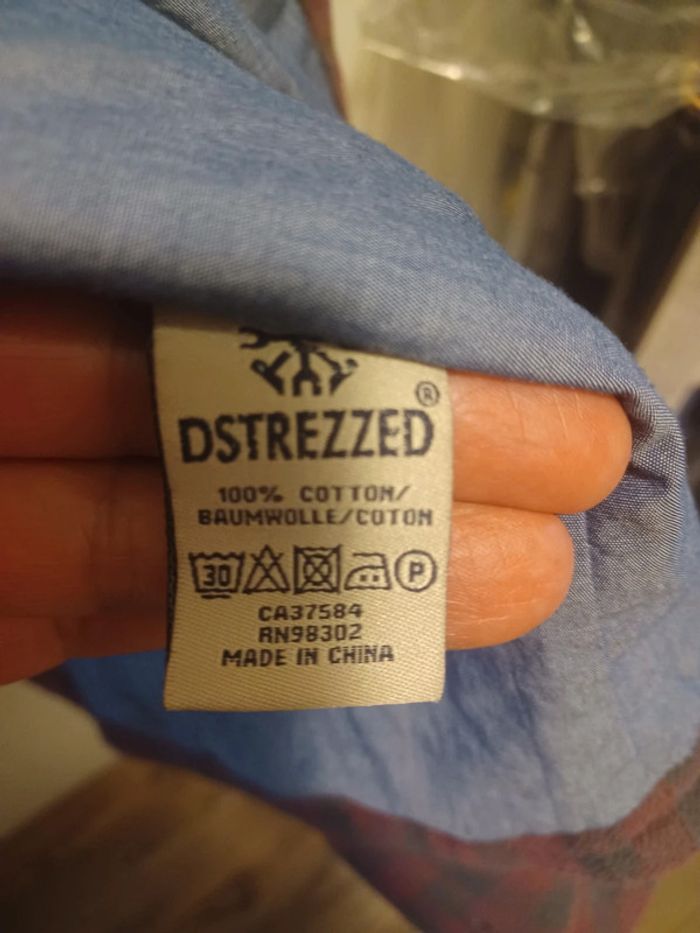 ®
DSTREZZED
100% COTTON/
BAUMWOLLE/COTON
30 P
CA37584
RN98302
MADE IN CHINA